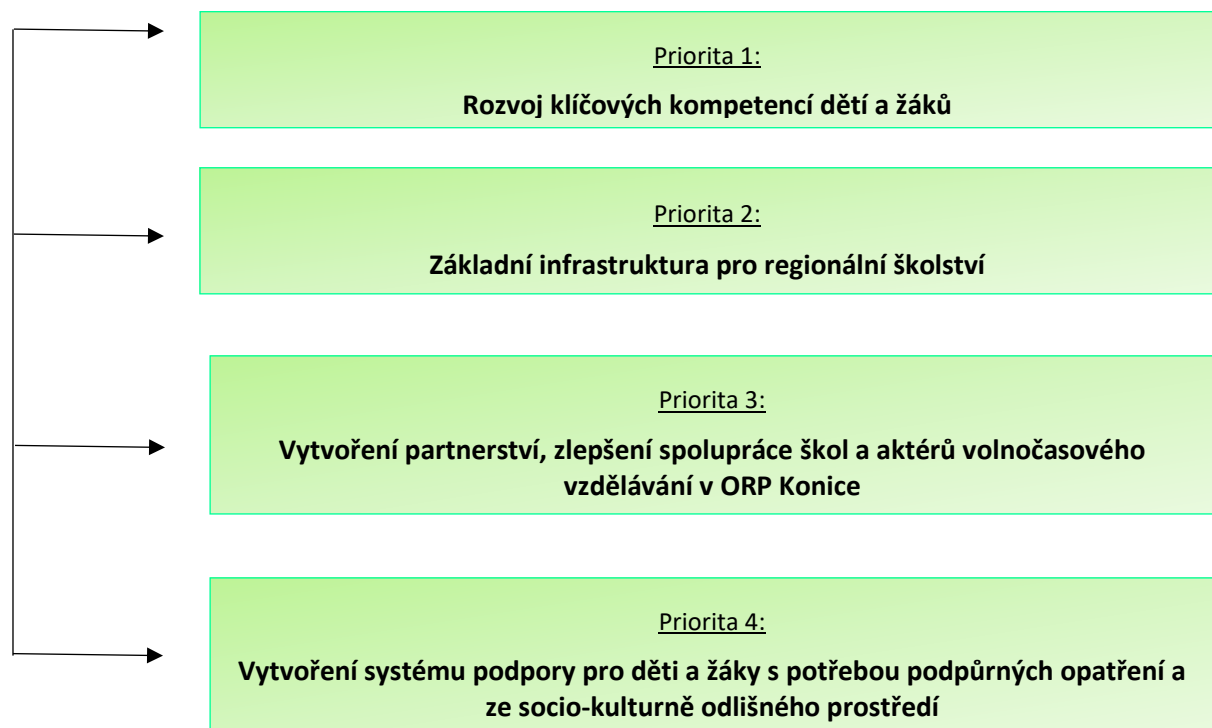 Priorita 1:
Rozvoj klíčových kompetencí dětí a žáků
Priorita 2:
Základní infrastruktura pro regionální školství
Priorita 3:
Vytvoření partnerství, zlepšení spolupráce škol a aktérů volnočasového
vzdělávání v ORP Konice
Priorita 4:
Vytvoření systému podpory pro děti a žáky s potřebou podpůrných opatření a
ze socio-kulturně odlišného prostředí